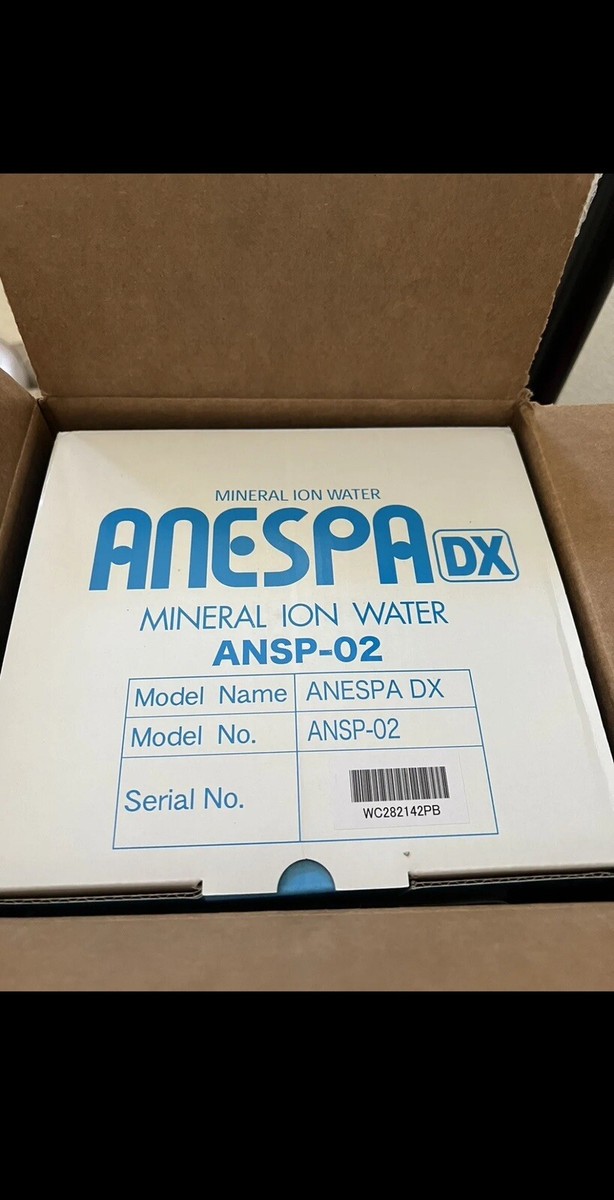 MINERAL ION WATER
ANESPA DX
MINERAL ION WATER
ANSP-02
Model Name ANESPA DX
Model No. ANSP-02
Serial No.
WC282142PB